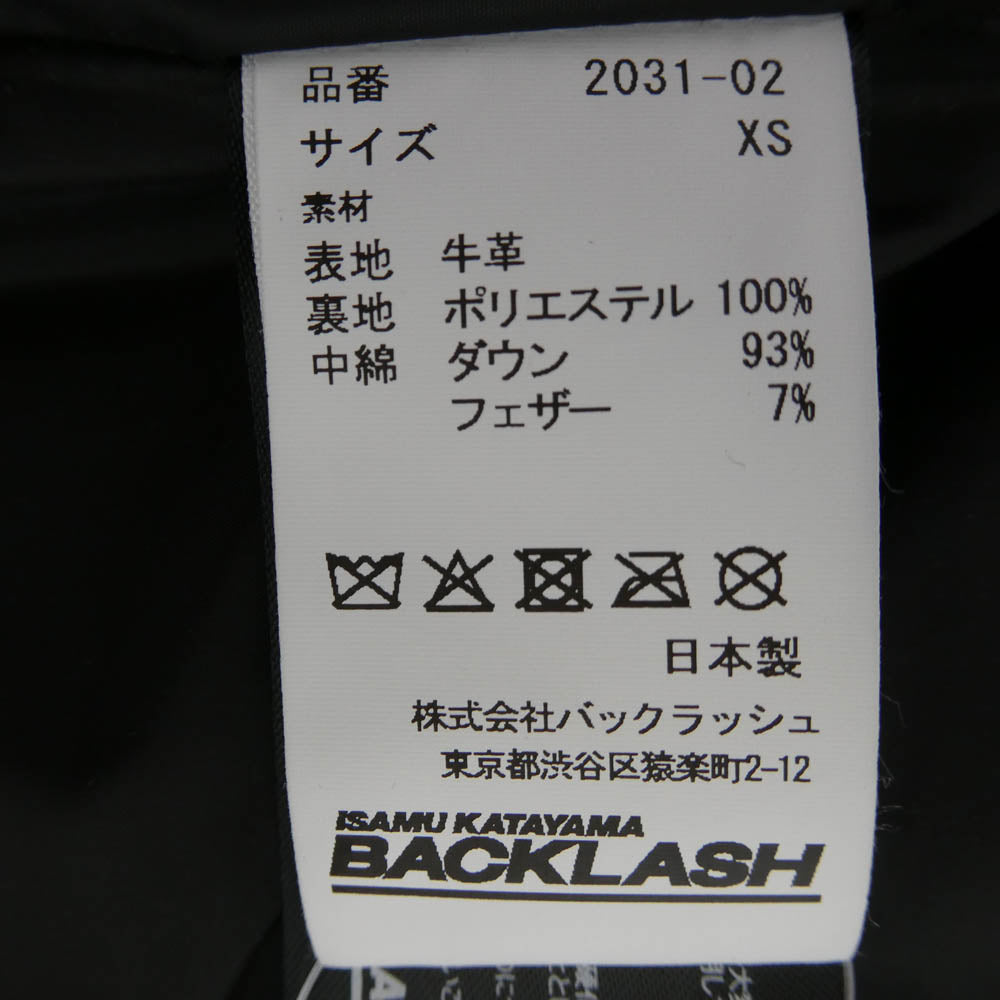 品番 2031-02
サイズ XS
素材
表地 牛革
裏地 ポリエステル 100%
中綿 ダウン 93%
フェザー 7%
日本製
株式会社バックラッシュ
東京都渋谷区猿楽町2-12
ISAMU KATAYAMA
BACKLASH